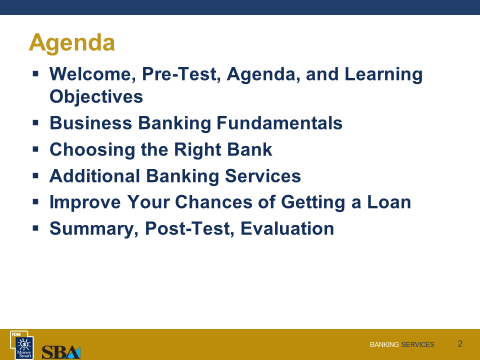 Agenda
▪ Welcome, Pre-Test, Agenda, and Learning
Objectives
▪ Business Banking Fundamentals
▪ Choosing the Right Bank
▪ Additional Banking Services
▪ Improve Your Chances of Getting a Loan
▪ Summary, Post-Test, Evaluation
FDIC
Money
Smart
SBA
BANKING SERVICES 2